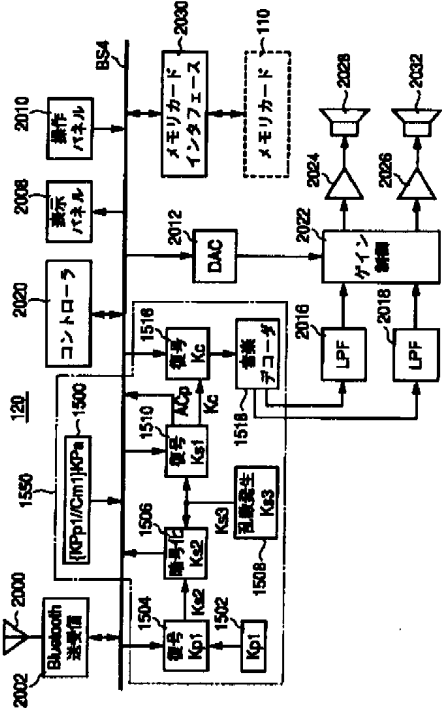 120
2000
2002
Bluetooth
送受信
1550
1500
{KPp1//Cm1}KPa
2020
コントローラ
2008
表示
パネル
2010
操作
パネル
BS4
2030
メモリカード
インタフェース
110
メモリカード
1504
復号
Kp1
1502
Kp1
Ks2
1506
暗号化
Ks2
Ks3
1508
乱数発生
Ks3
1510
復号
Ks1
ACp
Kc
1516
復号
Kc
1518
音楽
デコーダ
2012
DAC
2016
LPF
2018
LPF
2022
ゲイン
制御
2024
2026
2028
2032